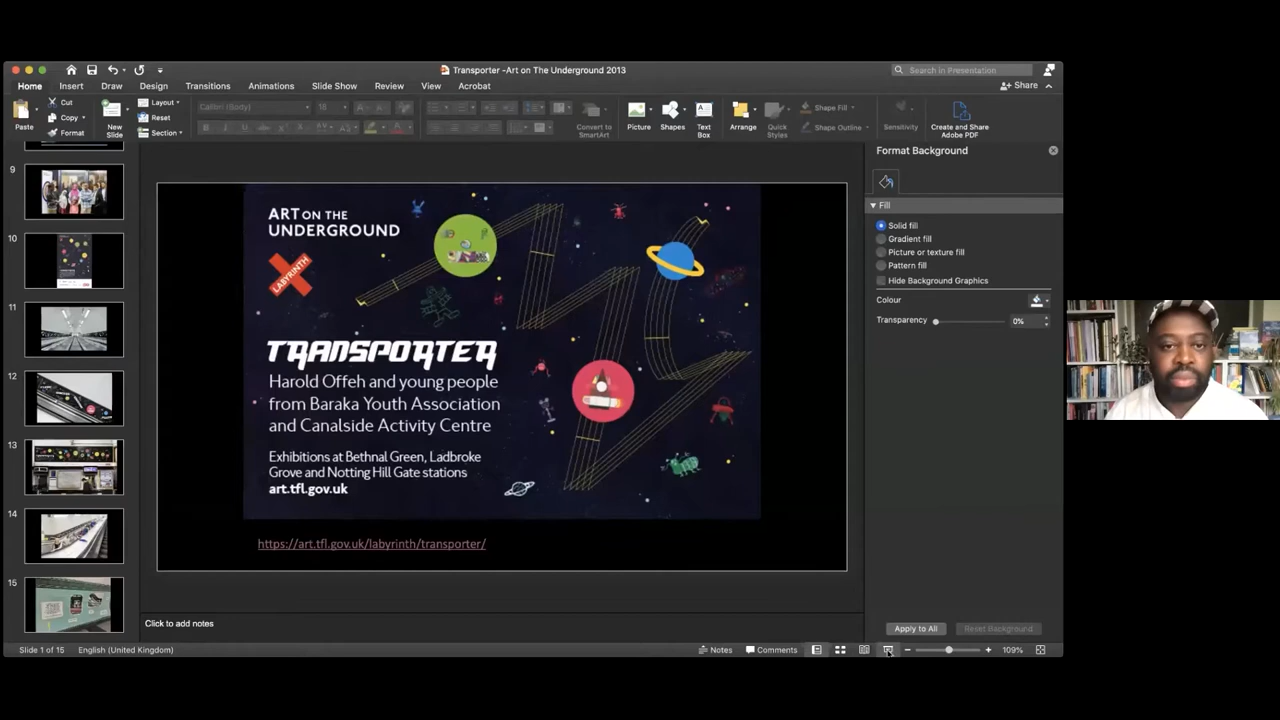 Transporter -Art on The Underground 2013
Search in Presentation
Home Insert Draw Design Transitions Animations Slide Show Review View Acrobat
Share
Paste
Cut
Copy
Format
New Slide
Layout
Reset
Section
Calibri (Body) 18
Convert to SmartArt
Picture
Shapes
Text Box
Arrange
Quick Styles
Shape Fill
Shape Outline
Sensitivity
Create and Share Adobe PDF
9
10
11
12
13
14
15
ART ON THE
UNDERGROUND
LABYRINTH
TRANSPORTER
Harold Offeh and young people
from Baraka Youth Association
and Canalside Activity Centre
Exhibitions at Bethnal Green, Ladbroke
Grove and Notting Hill Gate stations
art.tfl.gov.uk
https://art.tfl.gov.uk/labyrinth/transporter/
Format Background
Fill
Solid fill
Gradient fill
Picture or texture fill
Pattern fill
Hide Background Graphics
Colour
Transparency 0%
Apply to All Reset Background
Click to add notes
Slide 1 of 15 English (United Kingdom) Notes Comments 109%